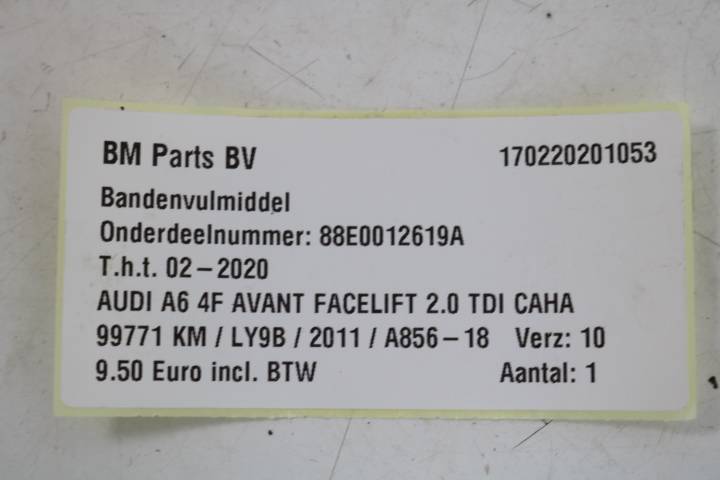 BM Parts BV 170220201053
Bandenvulmiddel
Onderdeelnummer: 88E0012619A
T.h.t. 02-2020
AUDI A6 4F AVANT FACELIFT 2.0 TDI CAHA
99771 KM / LY9B / 2011 / A856-18 Verz: 10
9.50 Euro incl. BTW Aantal: 1